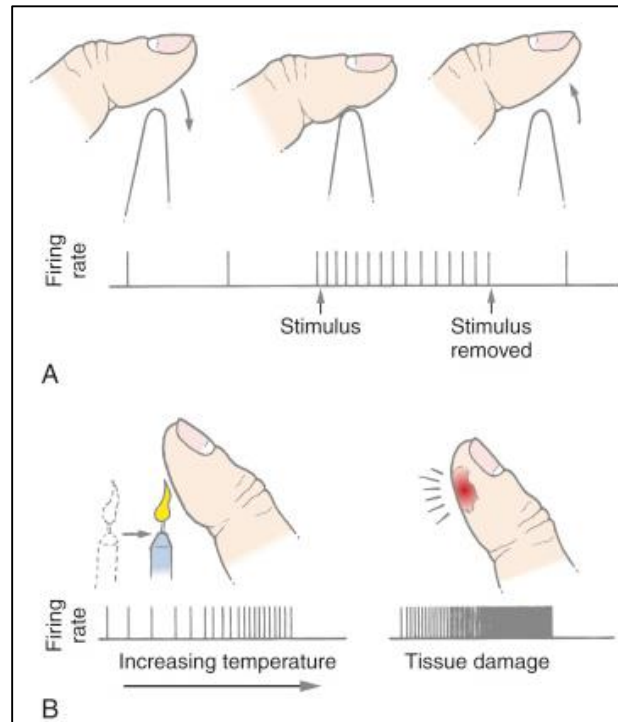 Firing
rate
Stimulus
Stimulus
removed
A
Firing
rate
Increasing temperature
Tissue damage
B